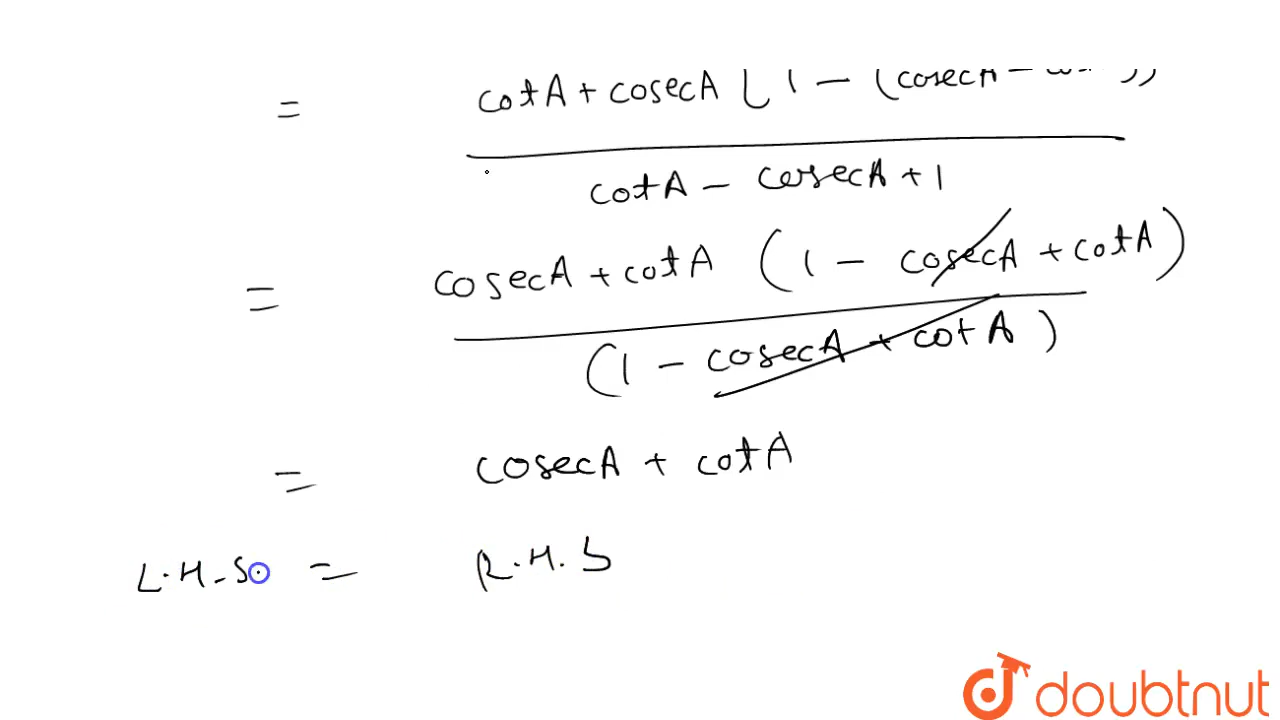 = cotA + cosecA [ 1 - (cosecA -
cotA - cosecA + 1
= cosecA + cotA (1 - cosecA + cotA)
(1 - cosecA + cotA)
= cosecA + cotA
L.H.S = R.H.S
doubtnut